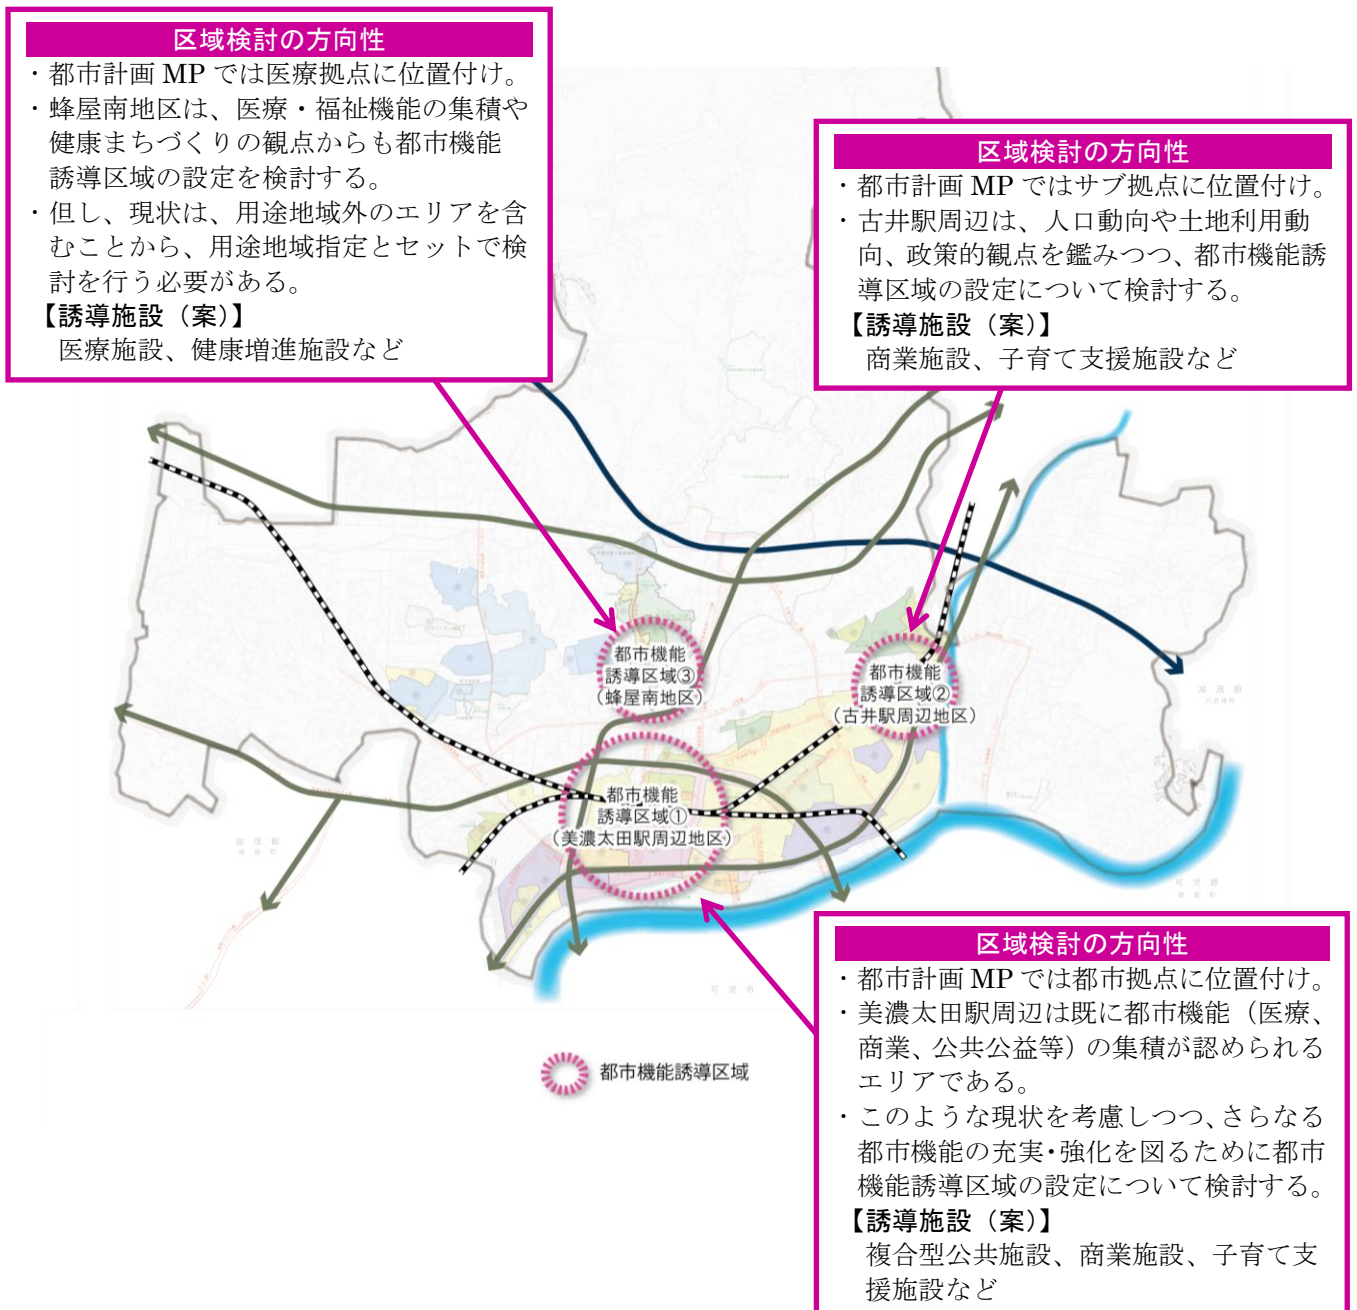 区域検討の方向性
・都市計画 MP では医療拠点に位置付け。
・蜂屋南地区は、医療・福祉機能の集積や
健康まちづくりの観点からも都市機能
誘導区域の設定を検討する。
・但し、現状は、用途地域外のエリアを含
むことから、用途地域指定とセットで検
討を行う必要がある。
【誘導施設（案）】
医療施設、健康増進施設など
区域検討の方向性
・都市計画 MP ではサブ拠点に位置付け。
・古井駅周辺は、人口動向や土地利用動
向、政策的観点を鑑みつつ、都市機能誘
導区域の設定について検討する。
【誘導施設（案）】
商業施設、子育て支援施設など
都市機能
誘導区域③
（蜂屋南地区）
都市機能
誘導区域②
（古井駅周辺地区）
都市機能
誘導区域①
（美濃太田駅周辺地区）
加茂郡
八百津町
加茂郡
可児市
可児郡
御嵩町
都市機能誘導区域
区域検討の方向性
・都市計画 MP では都市拠点に位置付け。
・美濃太田駅周辺は既に都市機能（医療、
商業、公共公益等）の集積が認められる
エリアである。
・このような現状を考慮しつつ、さらなる
都市機能の充実・強化を図るために都市
機能誘導区域の設定について検討する。
【誘導施設（案）】
複合型公共施設、商業施設、子育て支
援施設など